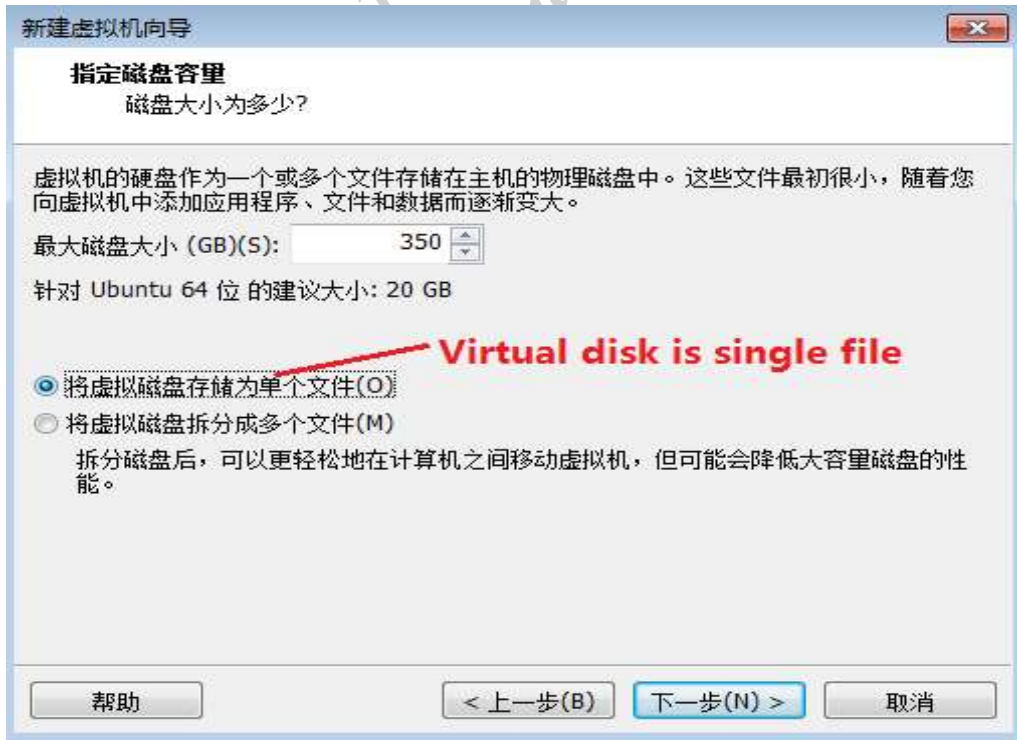 新建虚拟机向导
指定磁盘容量
磁盘大小为多少?
虚拟机的硬盘作为一个或多个文件存储在主机的物理磁盘中。这些文件最初很小，随着您
向虚拟机中添加应用程序、文件和数据而逐渐变大。
最大磁盘大小 (GB)(S): 350
针对 Ubuntu 64 位 的建议大小: 20 GB
Virtual disk is single file
将虚拟磁盘存储为单个文件(O)
将虚拟磁盘拆分成多个文件(M)
拆分磁盘后，可以更轻松地在计算机之间移动虚拟机，但可能会降低大容量磁盘的性
能。
帮助 < 上一步(B) 下一步(N) > 取消